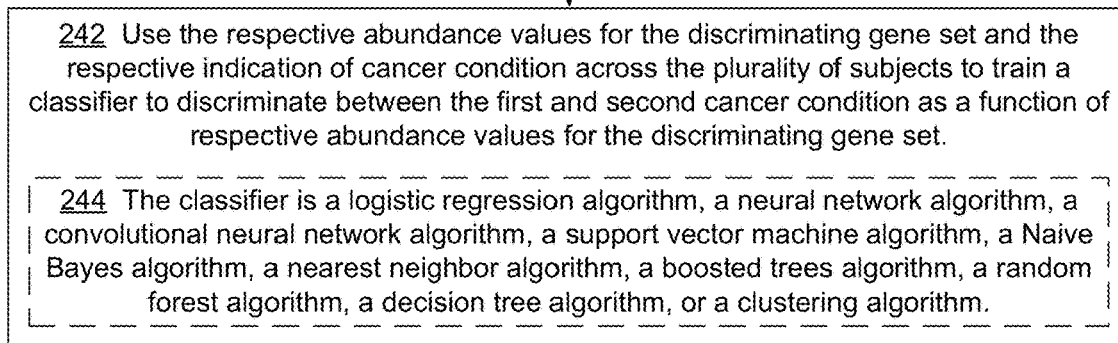 242 Use the respective abundance values for the discriminating gene set and the
respective indication of cancer condition across the plurality of subjects to train a
classifier to discriminate between the first and second cancer condition as a function of
respective abundance values for the discriminating gene set.
244 The classifier is a logistic regression algorithm, a neural network algorithm, a
convolutional neural network algorithm, a support vector machine algorithm, a Naive
Bayes algorithm, a nearest neighbor algorithm, a boosted trees algorithm, a random
forest algorithm, a decision tree algorithm, or a clustering algorithm.